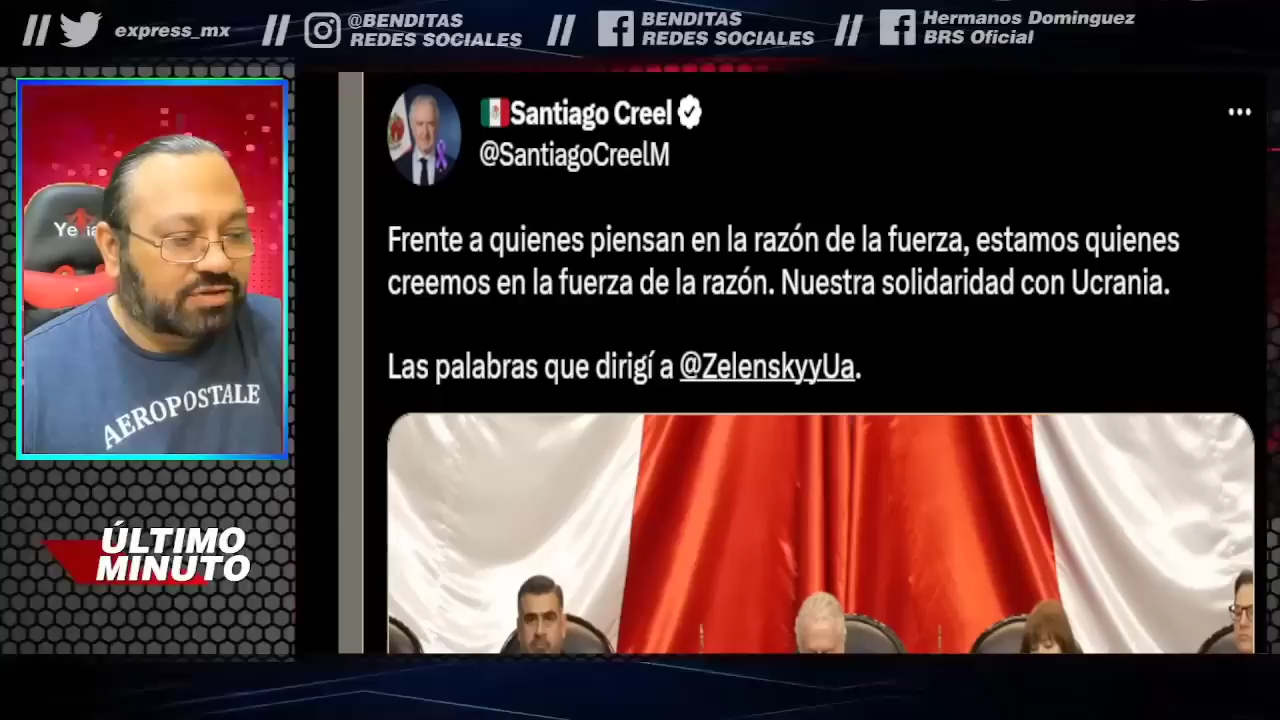 // express_mx // @BENDITAS REDES SOCIALES // BENDITAS REDES SOCIALES // Hermanos Dominguez BRS Oficial
Santiago Creel
@SantiagoCreelM
Frente a quienes piensan en la razón de la fuerza, estamos quienes
creemos en la fuerza de la razón. Nuestra solidaridad con Ucrania.
Las palabras que dirigí a @ZelenskyyUa.
AEROPOSTALE
ÚLTIMO
MINUTO